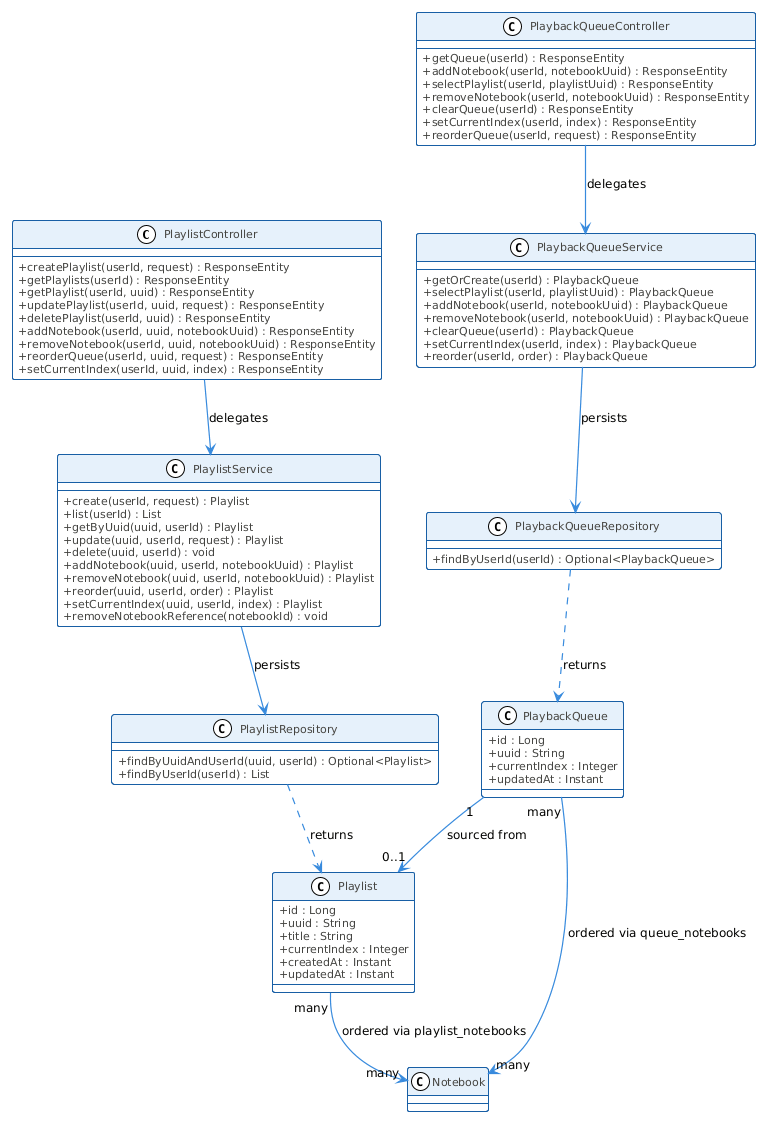 C PlaybackQueueController
+getQueue(userId) : ResponseEntity
+addNotebook(userId, notebookUuid) : ResponseEntity
+selectPlaylist(userId, playlistUuid) : ResponseEntity
+removeNotebook(userId, notebookUuid) : ResponseEntity
+clearQueue(userId) : ResponseEntity
+setCurrentIndex(userId, index) : ResponseEntity
+reorderQueue(userId, request) : ResponseEntity
delegates
C PlaylistController
+createPlaylist(userId, request) : ResponseEntity
+getPlaylists(userId) : ResponseEntity
+getPlaylist(userId, uuid) : ResponseEntity
+updatePlaylist(userId, uuid, request) : ResponseEntity
+deletePlaylist(userId, uuid) : ResponseEntity
+addNotebook(userId, uuid, notebookUuid) : ResponseEntity
+removeNotebook(userId, uuid, notebookUuid) : ResponseEntity
+reorderQueue(userId, uuid, request) : ResponseEntity
+setCurrentIndex(userId, uuid, index) : ResponseEntity
C PlaybackQueueService
+getOrCreate(userId) : PlaybackQueue
+selectPlaylist(userId, playlistUuid) : PlaybackQueue
+addNotebook(userId, notebookUuid) : PlaybackQueue
+removeNotebook(userId, notebookUuid) : PlaybackQueue
+clearQueue(userId) : PlaybackQueue
+setCurrentIndex(userId, index) : PlaybackQueue
+reorder(userId, order) : PlaybackQueue
delegates
persists
C PlaylistService
+create(userId, request) : Playlist
+list(userId) : List
+getByUuid(uuid, userId) : Playlist
+update(uuid, userId, request) : Playlist
+delete(uuid, userId) : void
+addNotebook(uuid, userId, notebookUuid) : Playlist
+removeNotebook(uuid, userId, notebookUuid) : Playlist
+reorder(uuid, userId, order) : Playlist
+setCurrentIndex(uuid, userId, index) : Playlist
+removeNotebookReference(notebookId) : void
C PlaybackQueueRepository
+findByUserId(userId) : Optional<PlaybackQueue>
persists
returns
C PlaylistRepository
+findByUuidAndUserId(uuid, userId) : Optional<Playlist>
+findByUserId(userId) : List
C PlaybackQueue
+id : Long
+uuid : String
+currentIndex : Integer
+updatedAt : Instant
returns
1
sourced from
0..1
many
C Playlist
+id : Long
+uuid : String
+title : String
+currentIndex : Integer
+createdAt : Instant
+updatedAt : Instant
ordered via queue_notebooks
many
ordered via playlist_notebooks
many
many
C Notebook